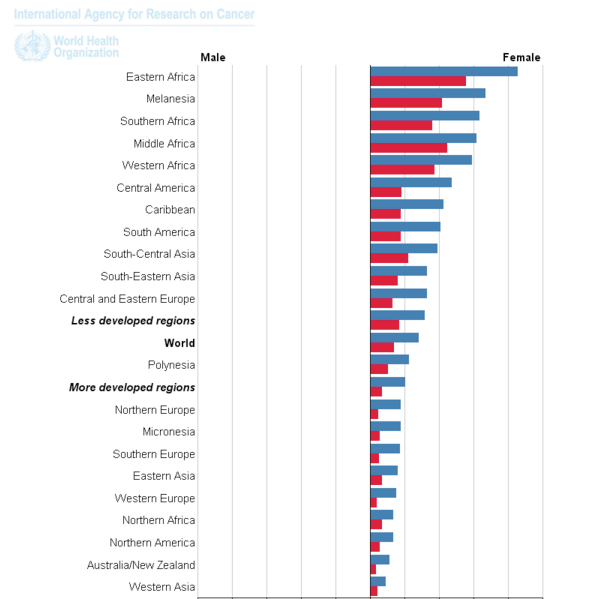 International Agency for Research on Cancer
World Health
Organization
Male
Female
Eastern Africa
Melanesia
Southern Africa
Middle Africa
Western Africa
Central America
Caribbean
South America
South-Central Asia
South-Eastern Asia
Central and Eastern Europe
Less developed regions
World
Polynesia
More developed regions
Northern Europe
Micronesia
Southern Europe
Eastern Asia
Western Europe
Northern Africa
Northern America
Australia/New Zealand
Western Asia